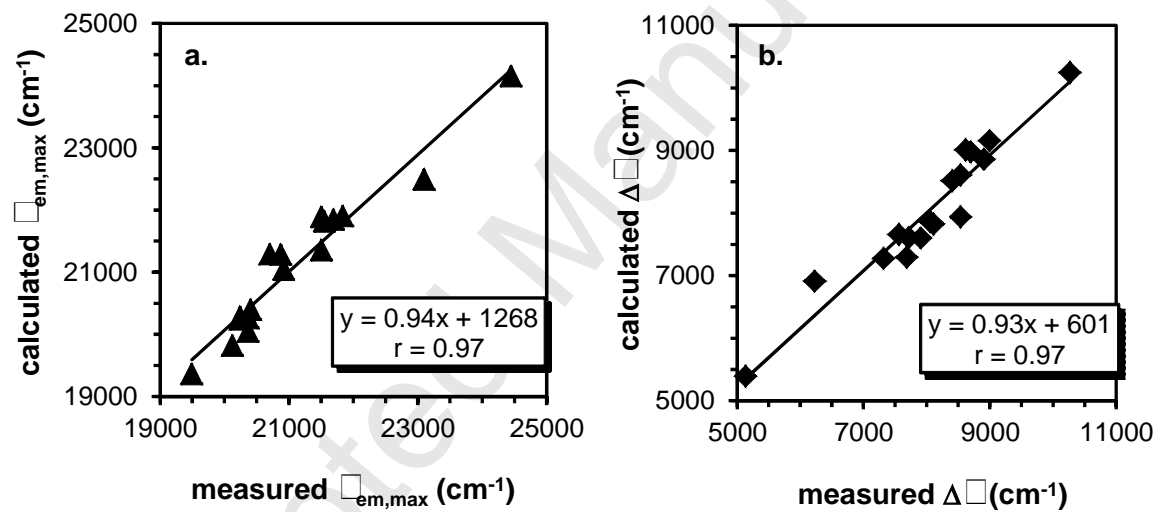 a.
25000
23000
21000
19000
19000 21000 23000 25000
calculated □em,max (cm-1)
measured □em,max (cm-1)
y = 0.94x + 1268
r = 0.97
b.
11000
9000
7000
5000
5000 7000 9000 11000
calculated Δ□ (cm-1)
measured Δ□ (cm-1)
y = 0.93x + 601
r = 0.97